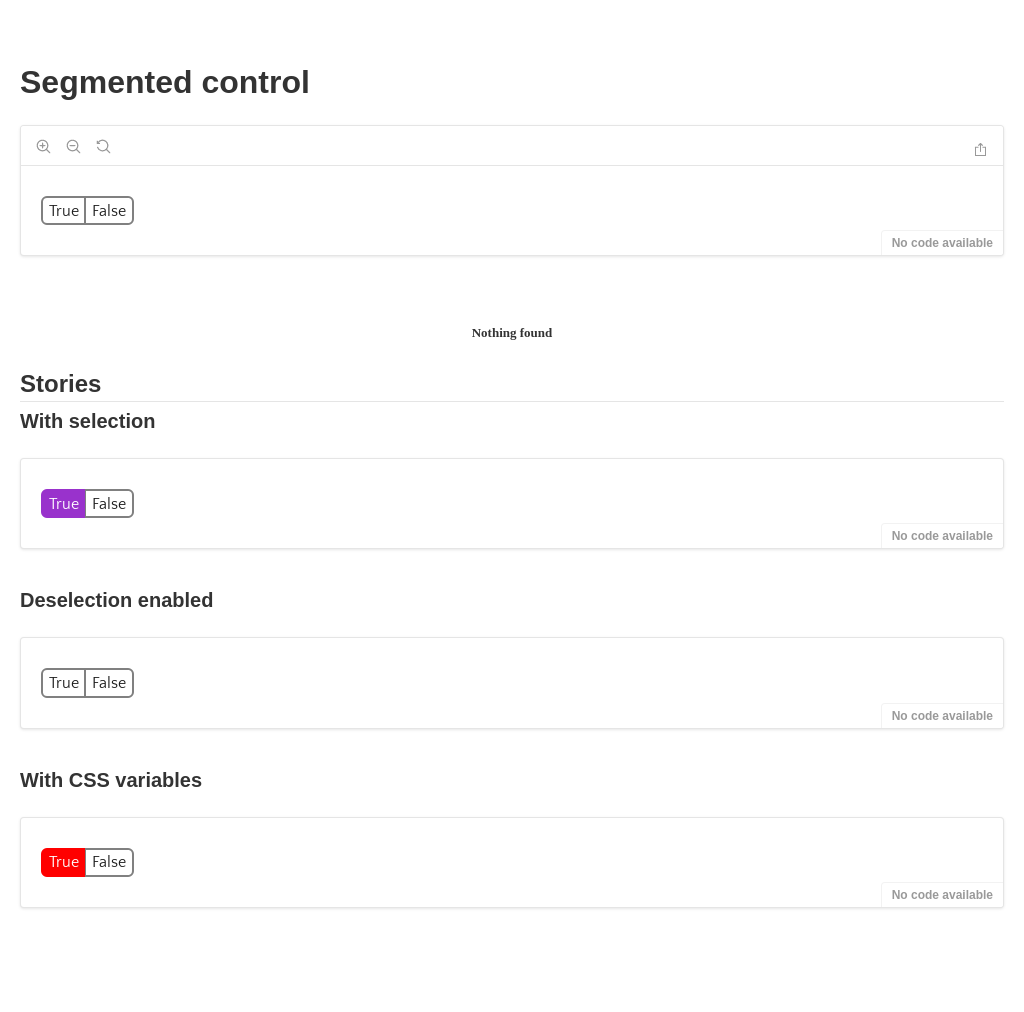 Segmented control
True False
No code available
Nothing found
Stories
With selection
True False
No code available
Deselection enabled
True False
No code available
With CSS variables
True False
No code available